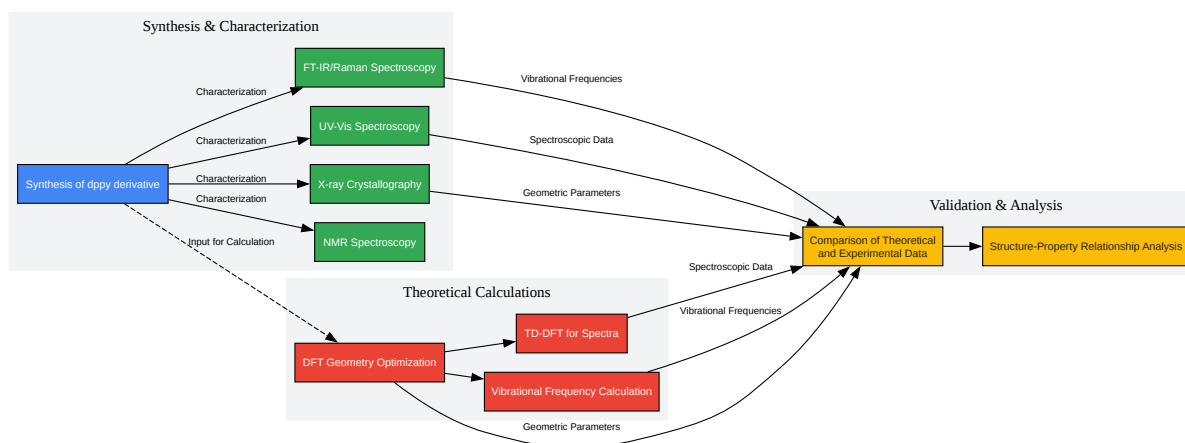 Synthesis & Characterization
FT-IR/Raman Spectroscopy
Vibrational Frequencies
Characterization
UV-Vis Spectroscopy
Characterization
Spectroscopic Data
Synthesis of dppy derivative
Characterization
X-ray Crystallography
Geometric Parameters
Characterization
NMR Spectroscopy
Input for Calculation
Validation & Analysis
Comparison of Theoretical
and Experimental Data
Structure-Property Relationship Analysis
Theoretical Calculations
Spectroscopic Data
TD-DFT for Spectra
Vibrational Frequencies
DFT Geometry Optimization
Vibrational Frequency Calculation
Geometric Parameters